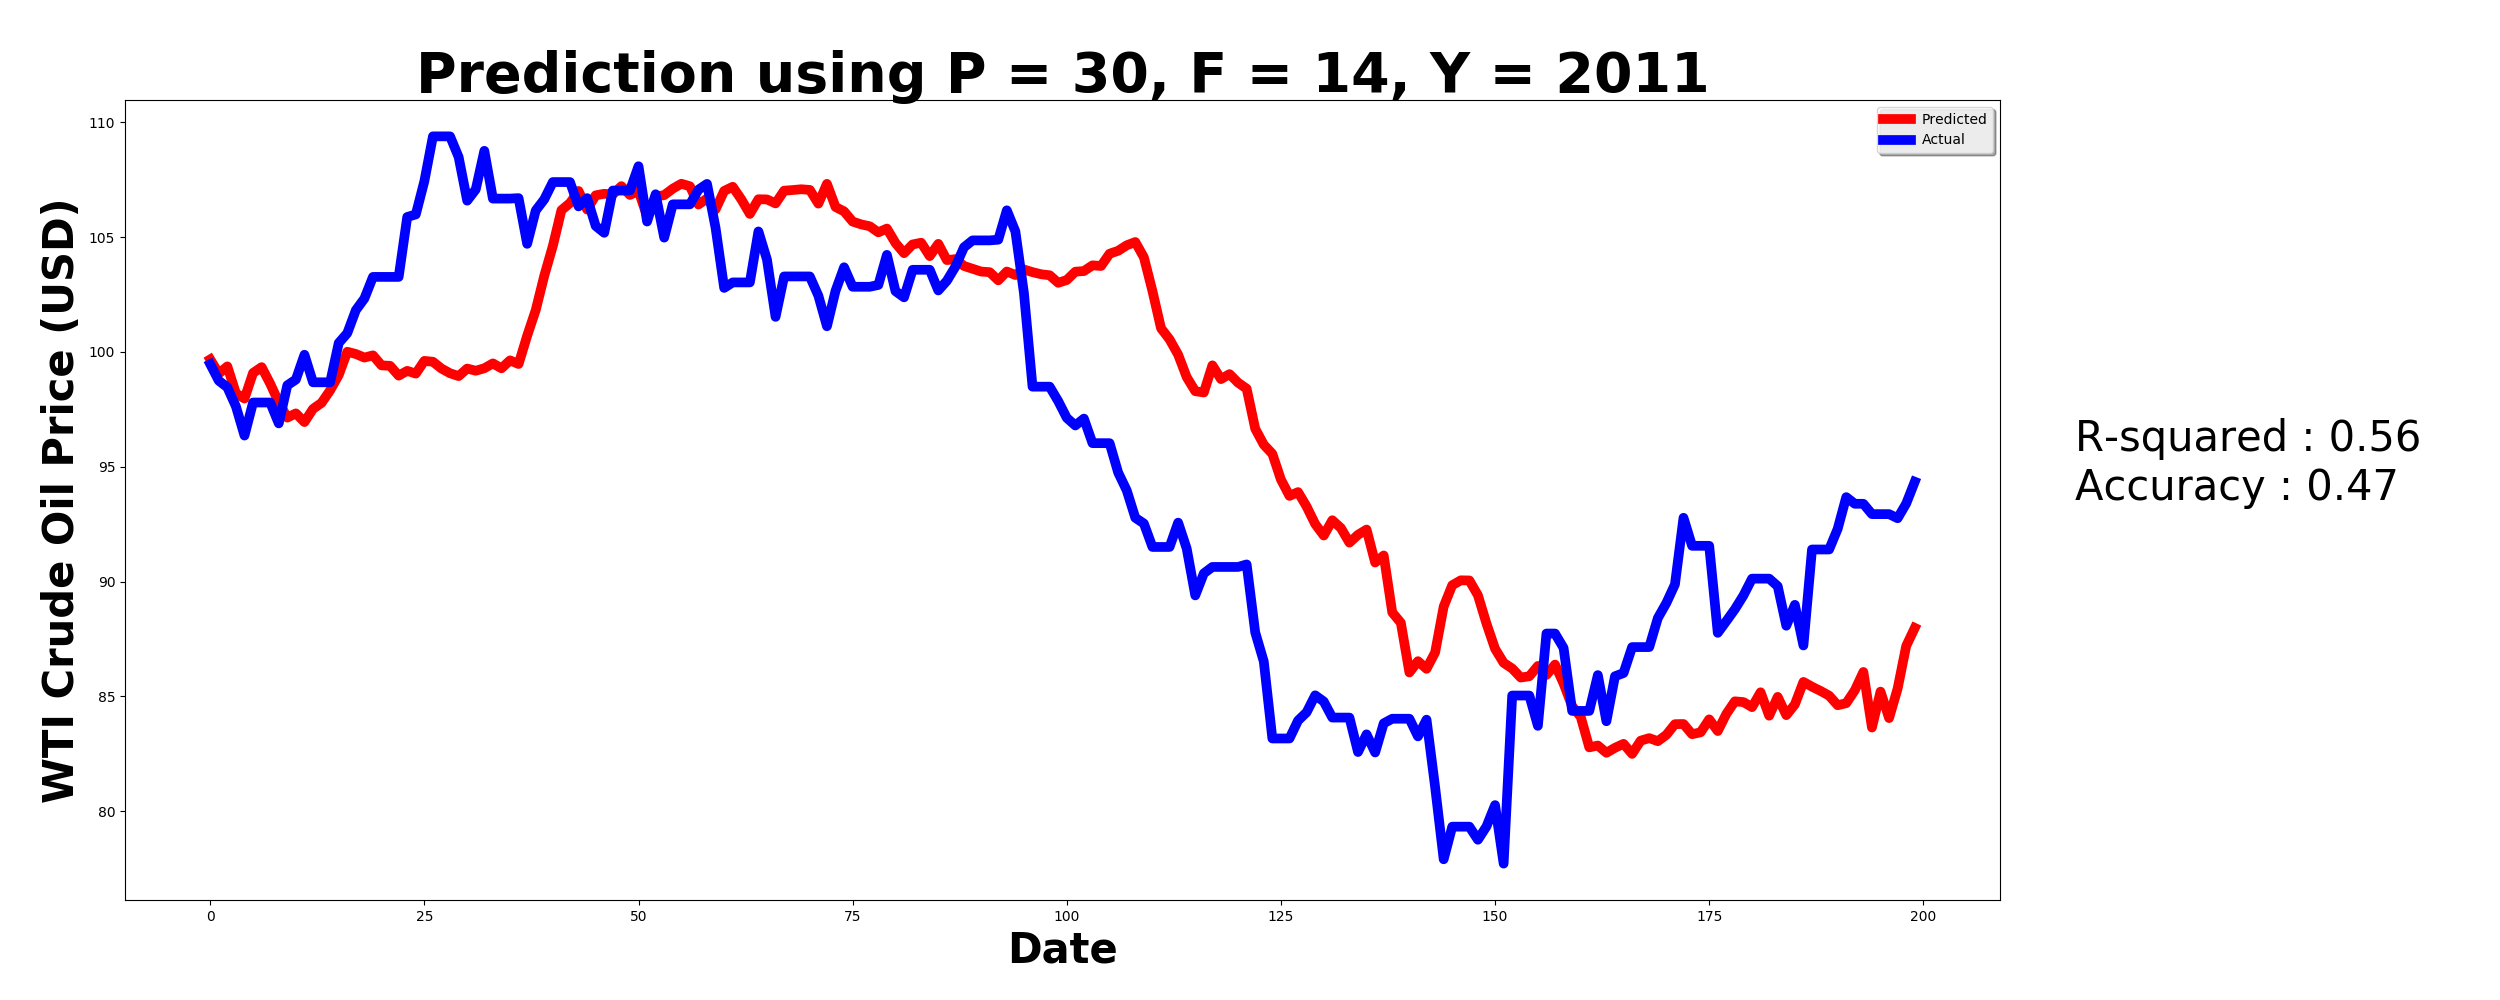 Prediction using P = 30, F = 14, Y = 2011
Predicted
Actual
110
105
100
95
90
85
80
WTI Crude Oil Price (USD)
0
25
50
75
100
125
150
175
200
Date
R-squared : 0.56
Accuracy : 0.47